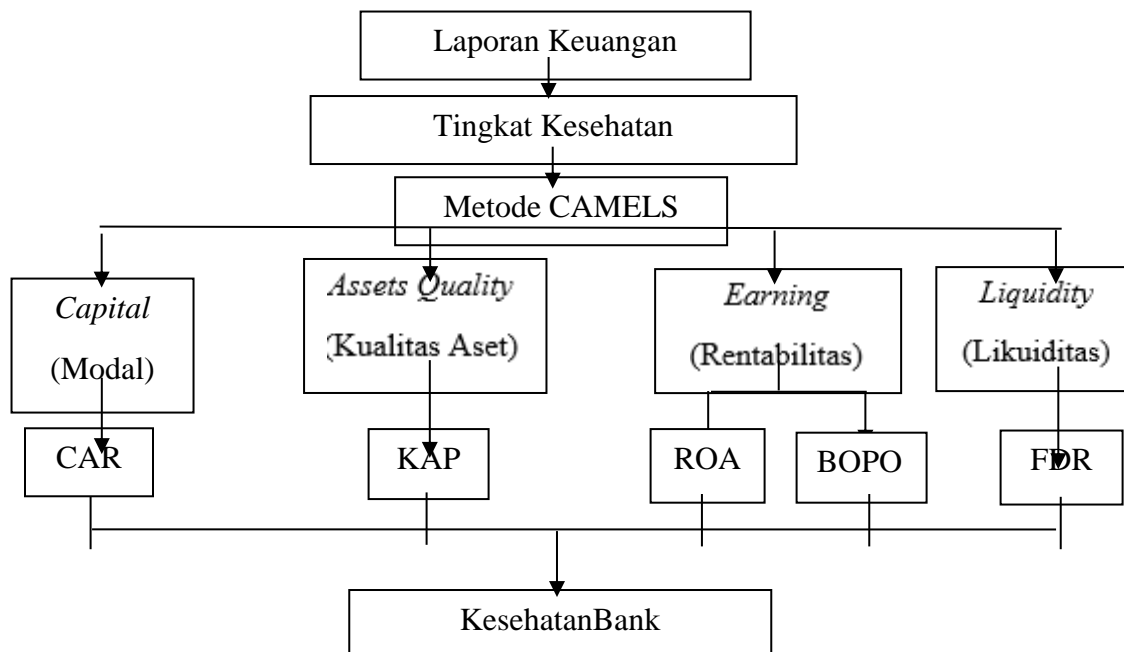 Laporan Keuangan
Tingkat Kesehatan
Metode CAMELS
Capital
(Modal)
Assets Quality
(Kualitas Aset)
Earning
(Rentabilitas)
Liquidity
(Likuiditas)
CAR
KAP
ROA
BOPO
FDR
KesehatanBank